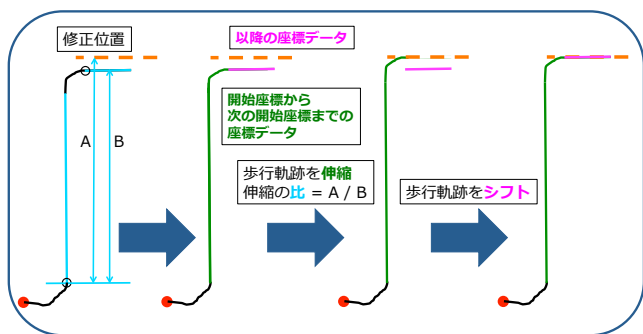 修正位置
以降の座標データ
A
B
開始座標から
次の開始座標までの
座標データ
歩行軌跡を伸縮
伸縮の比 = A / B
歩行軌跡をシフト